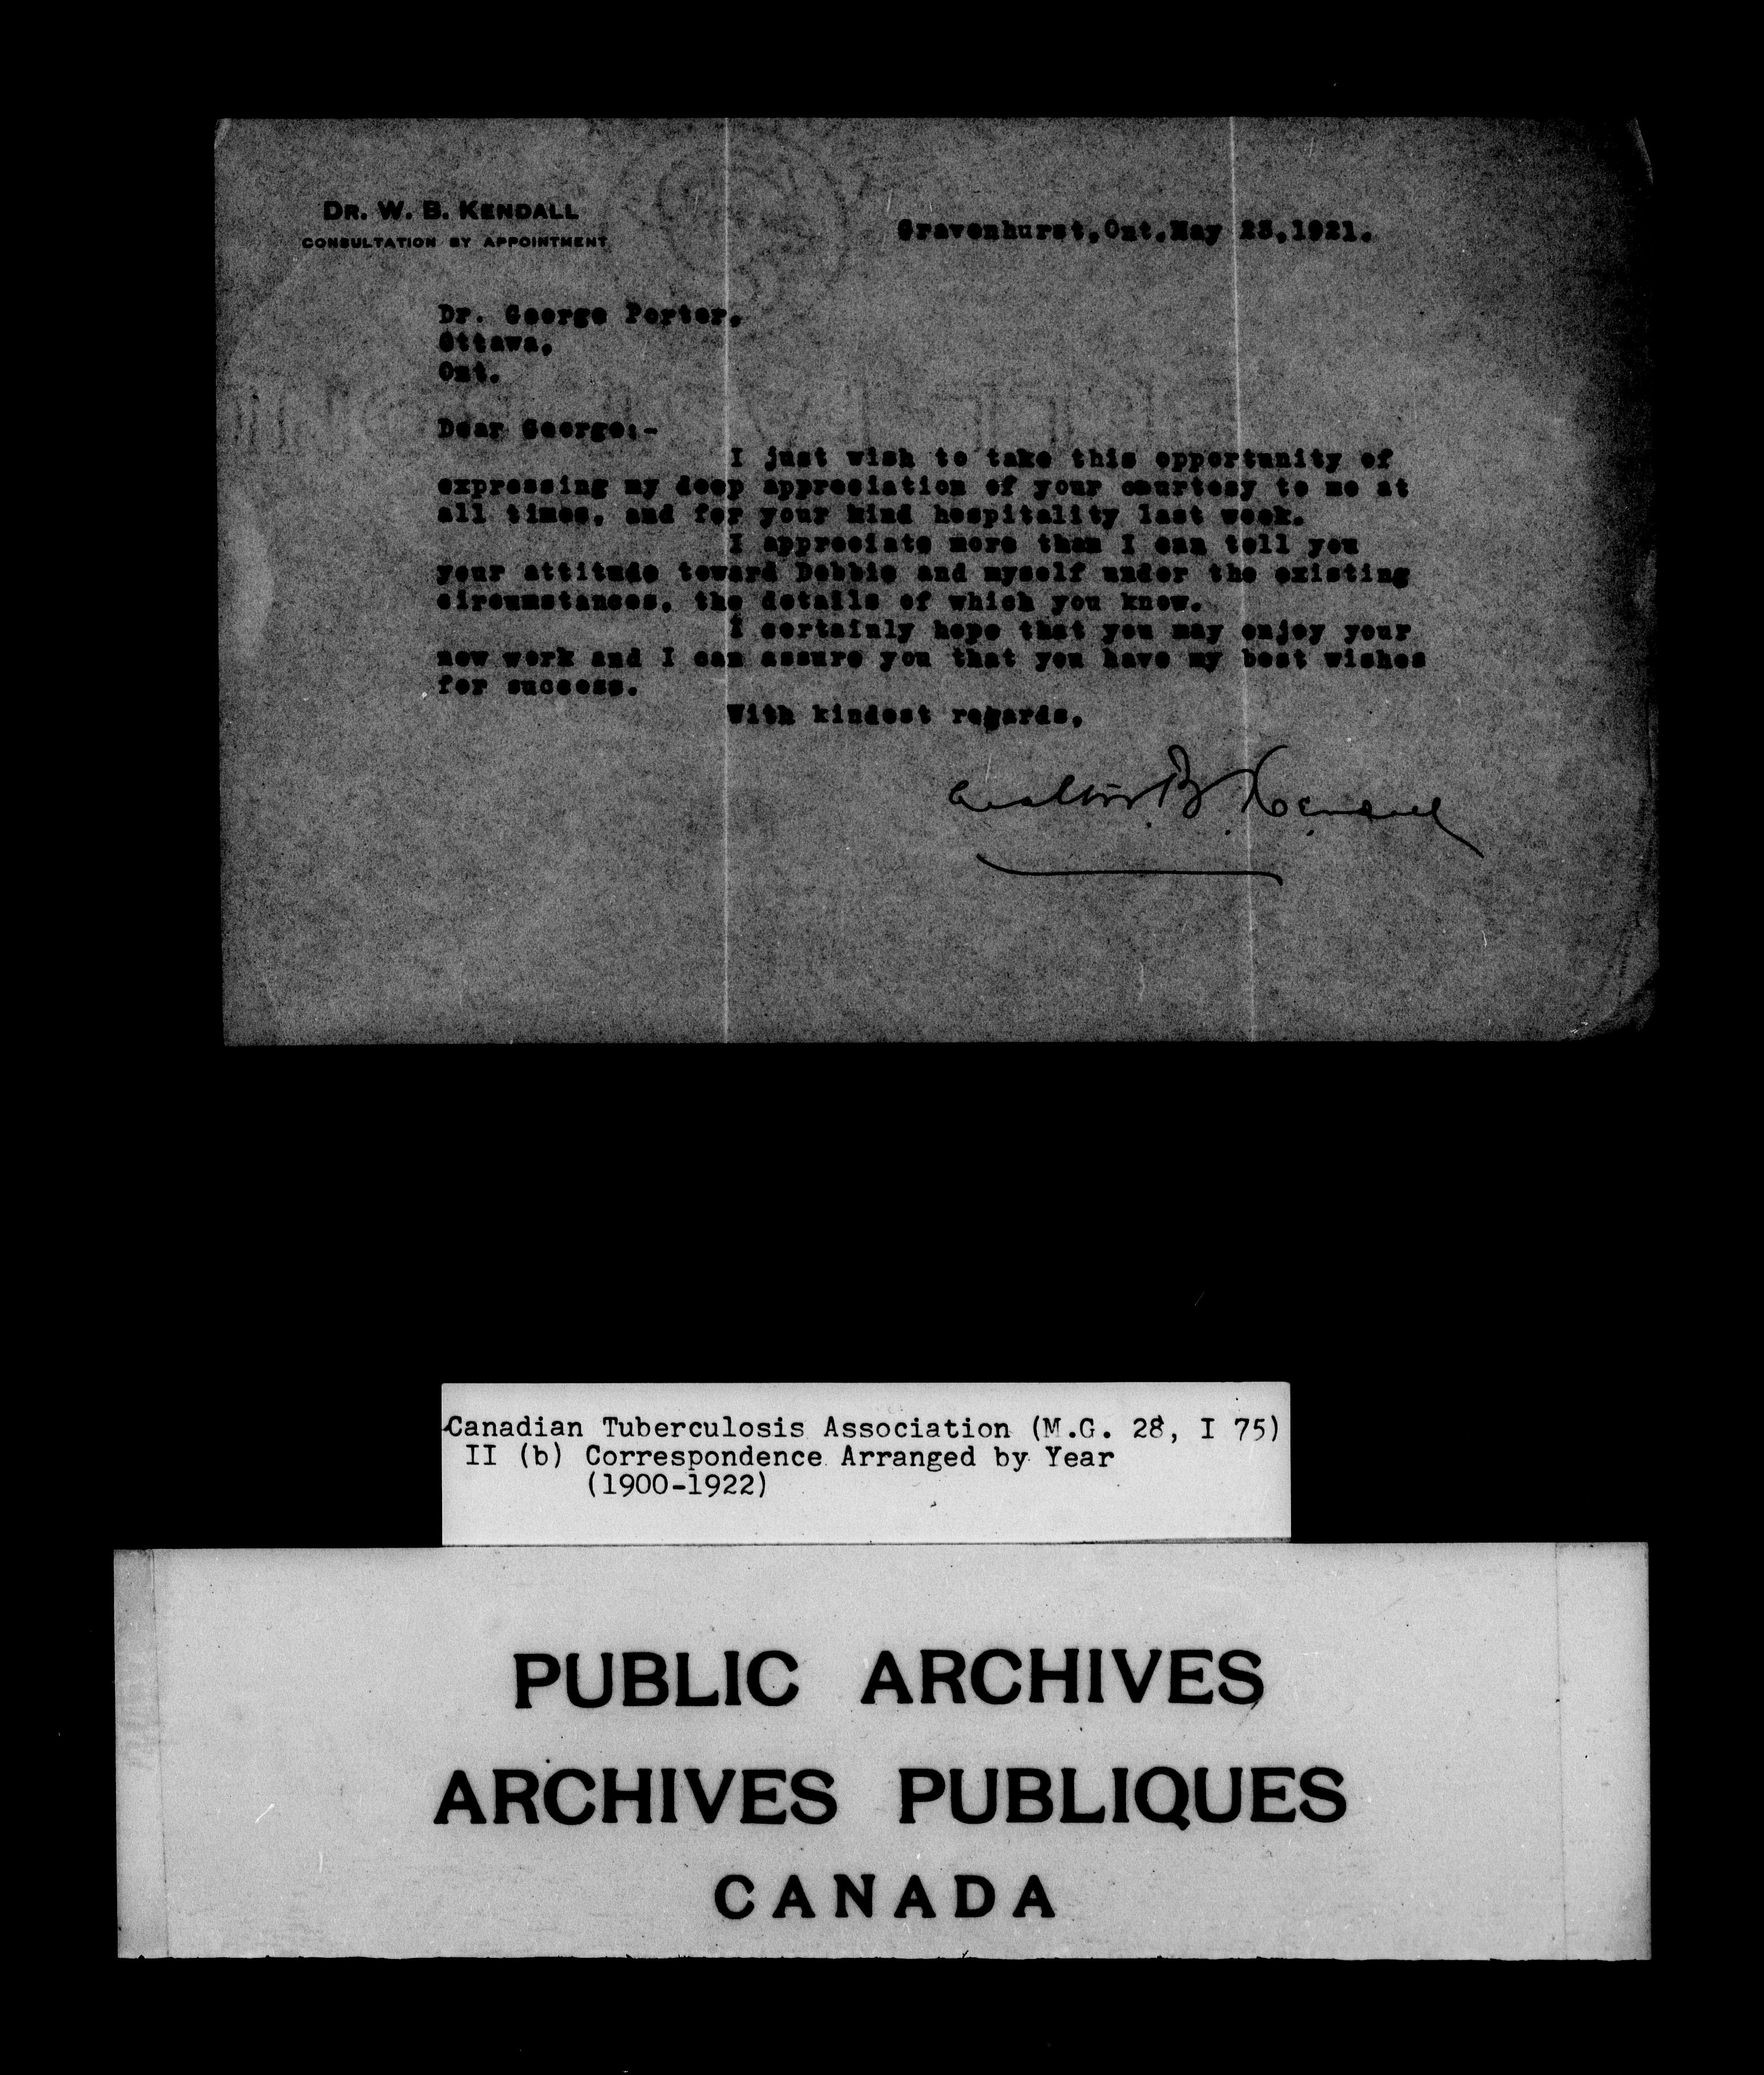 DR. W. B. KENDALL
CONSULTATION BY APPOINTMENT
Gravenhurst,Ont.May 23,1921.
Dr. George Porter,
Ottawa,
Ont.
Dear George:-
I just wish to take this opportunity of
expressing my deep appreciation of your courtesy to me at
all times, and for your kind hospitality last week.
I appreciate more than I can tell you
your attitude toward Dobbie and myself under the existing
circumstances, the details of which you know.
I certainly hope that you may enjoy your
new work and I can assure you that you have my best wishes
for success.
With kindest regards,
Walter B. Kendall
Canadian Tuberculosis Association (M.G. 28, I 75)
II (b) Correspondence Arranged by Year
(1900-1922)
PUBLIC ARCHIVES
ARCHIVES PUBLIQUES
CANADA